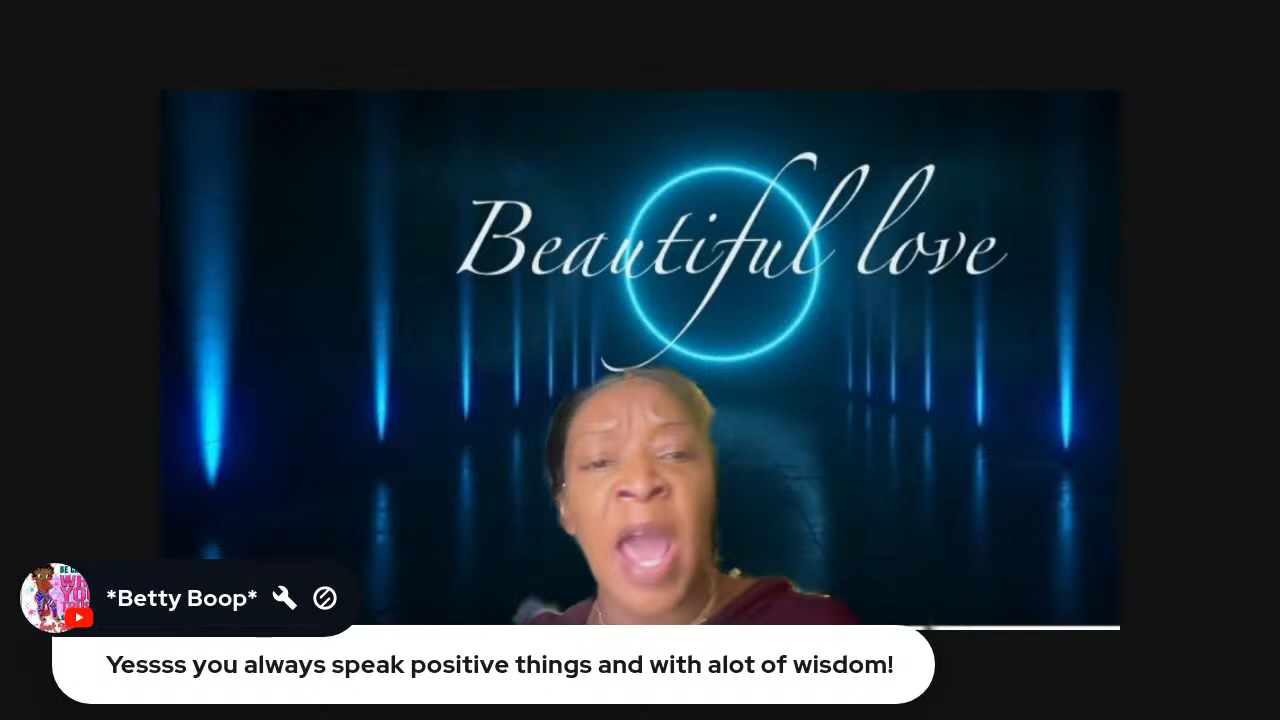 Beautiful love
*Betty Boop*
Yessss you always speak positive things and with alot of wisdom!